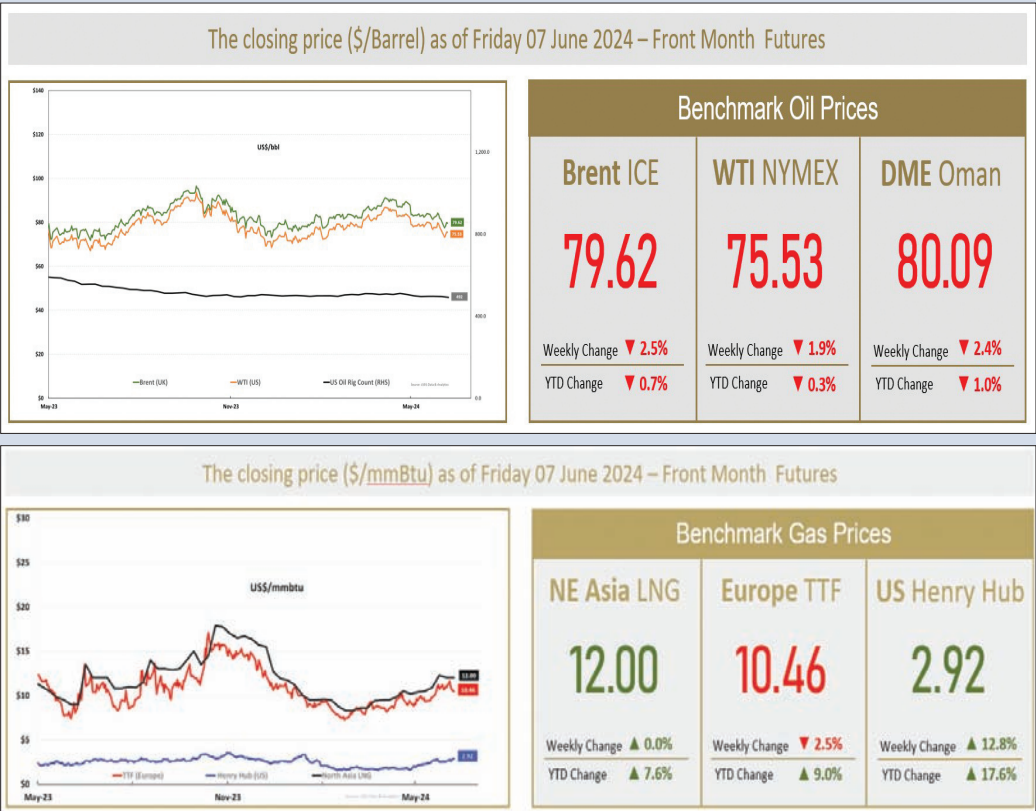 The closing price ($/Barrel) as of Friday 07 June 2024 – Front Month Futures
$140
$120
$100
$80
$60
$40
$20
$0
US$/bbl
1,200.0
800.0
400.0
0.0
79.62
75.53
Brent (UK)
WTI (US)
US Oil Rig Count (RHS)
May-23
Nov-23
May-24
Benchmark Oil Prices
Brent ICE
79.62
Weekly Change ▼ 2.5%
YTD Change ▼ 0.7%
WTI NYMEX
75.53
Weekly Change ▼ 1.9%
YTD Change ▼ 0.3%
DME Oman
80.09
Weekly Change ▼ 2.4%
YTD Change ▼ 1.0%
The closing price ($/mmBtu) as of Friday 07 June 2024 – Front Month Futures
$30
$25
$20
$15
$10
$5
$0
US$/mmbtu
12.00
10.46
2.92
TTF (Europe)
Henry Hub (US)
North Asia LNG
May-23
Nov-23
May-24
Benchmark Gas Prices
NE Asia LNG
12.00
Weekly Change ▲ 0.0%
YTD Change ▲ 7.6%
Europe TTF
10.46
Weekly Change ▼ 2.5%
YTD Change ▲ 9.0%
US Henry Hub
2.92
Weekly Change ▲ 12.8%
YTD Change ▲ 17.6%